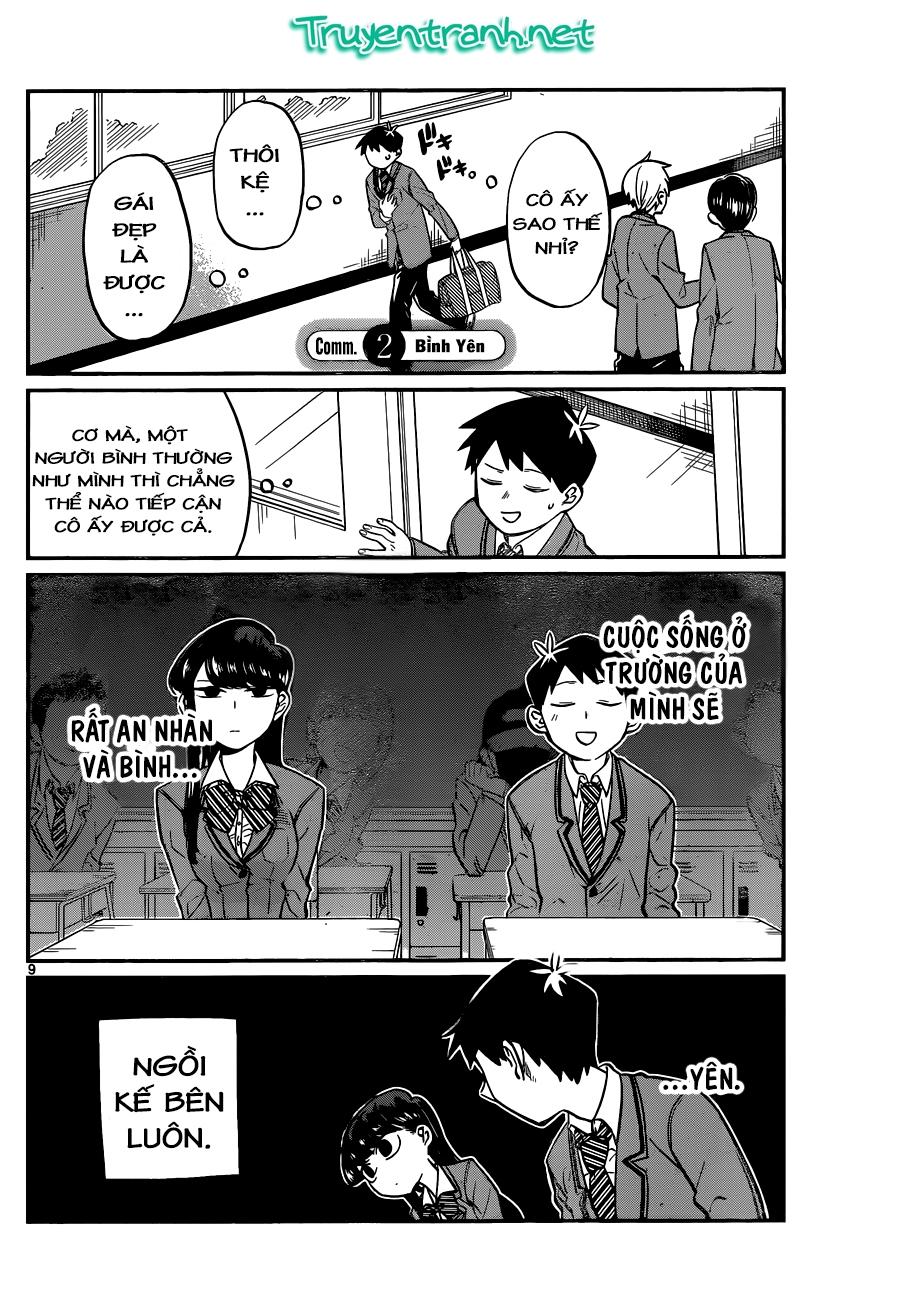 Truyentranh.net
CÔ ẤY
SAO THẾ
NHỈ?
ドキ
ドキ。
THÔI
KỆ
...
GÁI
ĐẸP
LÀ
ĐƯỢC
...
Comm. 2 Bình Yên
CƠ MÀ, MỘT
NGƯỜI BÌNH THƯỜNG
NHƯ MÌNH THÌ CHẲNG
THỂ NÀO TIẾP CẬN
CÔ ẤY ĐƯỢC CẢ.
CUỘC SỐNG Ở
TRƯỜNG CỦA
MÌNH SẼ
RẤT AN NHÀN
VÀ BÌNH...
9
...YÊN.
NGỒI
KẾ BÊN
LUÔN.